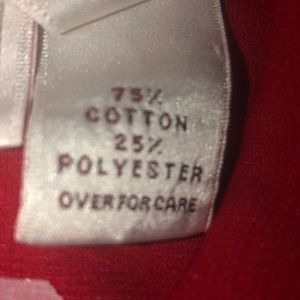 75%
COTTON
25%
POLYESTER
OVER FOR CARE